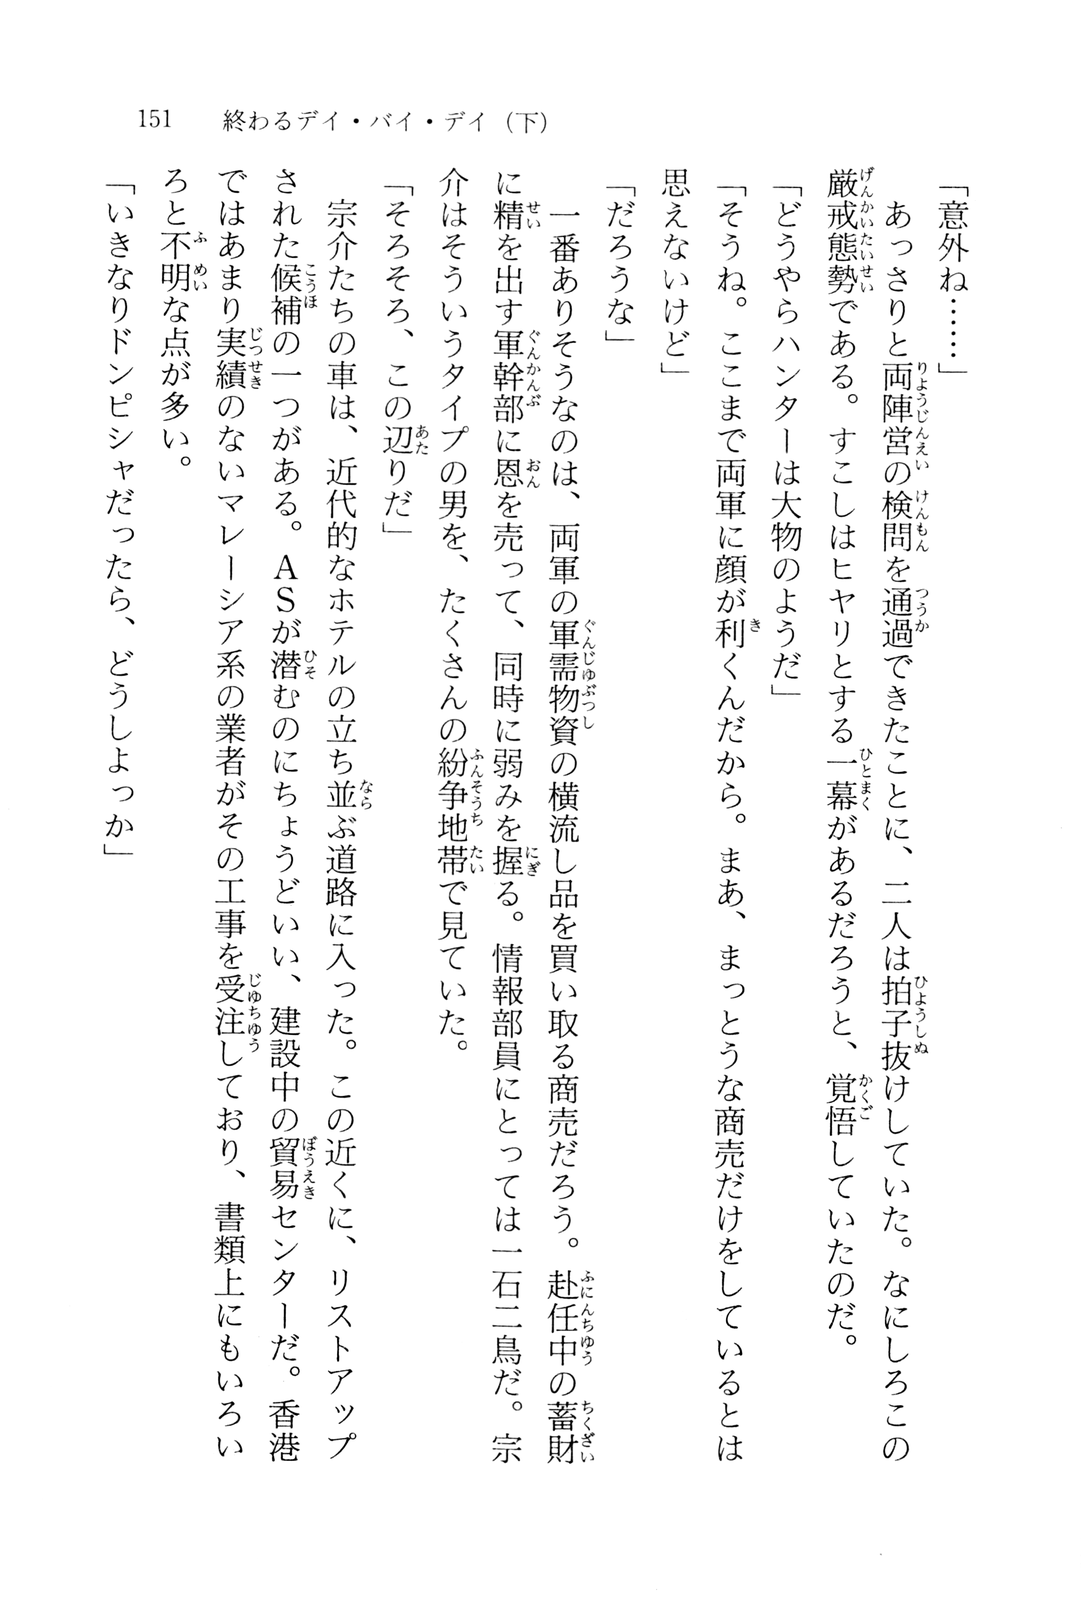 151　終わるデイ・バイ・デイ（下）
「意外ね……」
　あっさりと両陣営の検問を通過できたことに、二人は拍子抜けしていた。なにしろこの
厳戒態勢である。すこしはヒヤリとする一幕があるだろうと、覚悟していたのだ。
「どうやらハンターは大物のようだ」
「そうね。ここまで両軍に顔が利くんだから。まあ、まっとうな商売だけをしているとは
思えないけど」
「だろうな」
　一番ありそうなのは、両軍の軍需物資の横流し品を買い取る商売だろう。赴任中の蓄財
に精を出す軍幹部に恩を売って、同時に弱みを握る。情報部員にとっては一石二鳥だ。宗
介はそういうタイプの男を、たくさんの紛争地帯で見ていた。
「そろそろ、この辺りだ」
　宗介たちの車は、近代的なホテルの立ち並ぶ道路に入った。この近くに、リストアップ
された候補の一つがある。ＡＳが潜むのにちょうどいい、建設中の貿易センターだ。香港
ではあまり実績のないマレーシア系の業者がその工事を受注しており、書類上にもいろい
ろと不明な点が多い。
「いきなりドンピシャだったら、どうしよっか」